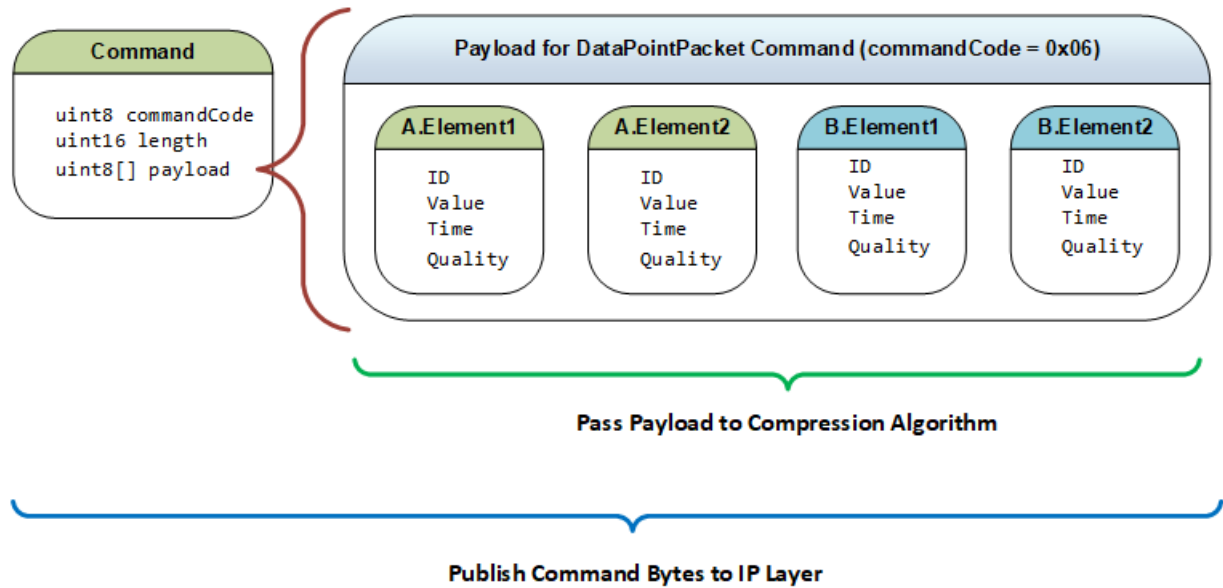 Command
uint8 commandCode
uint16 length
uint8[] payload
Payload for DataPointPacket Command (commandCode = 0x06)
A.Element1
ID
Value
Time
Quality
A.Element2
ID
Value
Time
Quality
B.Element1
ID
Value
Time
Quality
B.Element2
ID
Value
Time
Quality
Pass Payload to Compression Algorithm
Publish Command Bytes to IP Layer